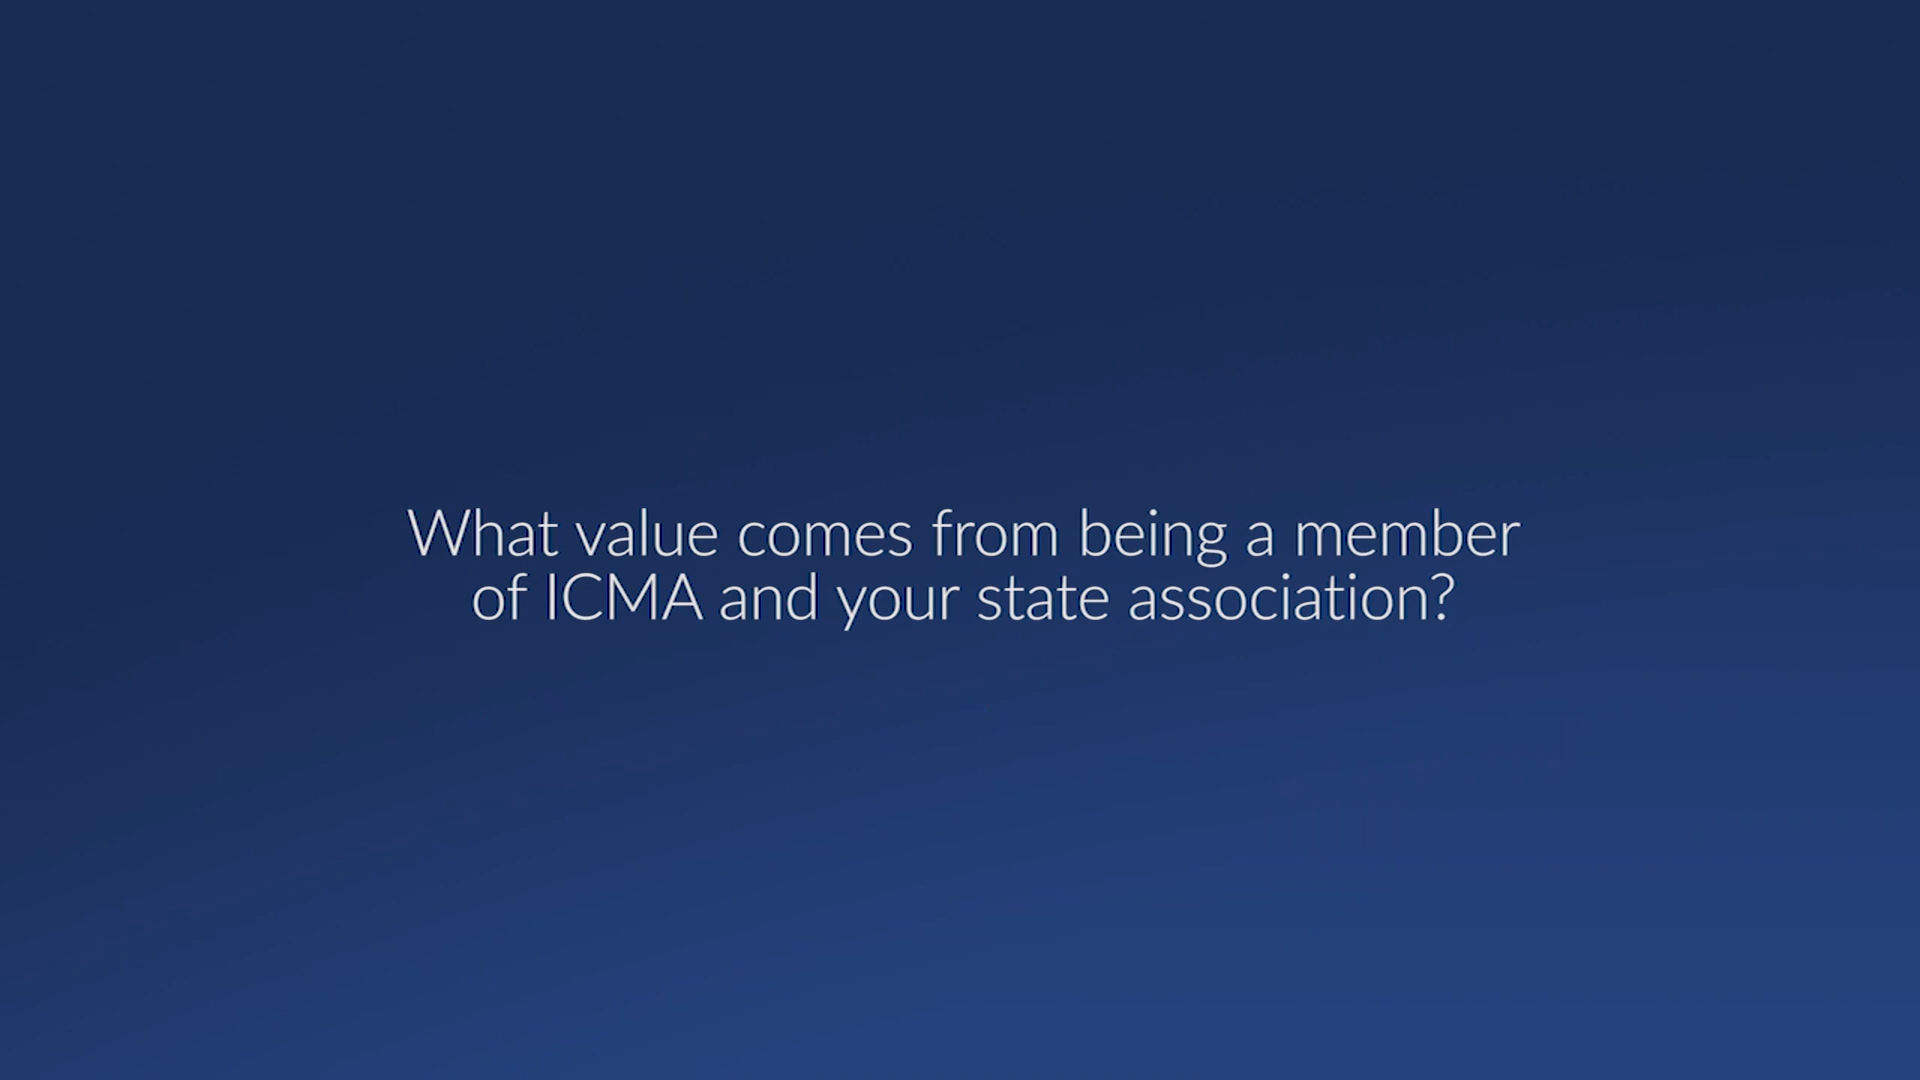 What value comes from being a member
of ICMA and your state association?